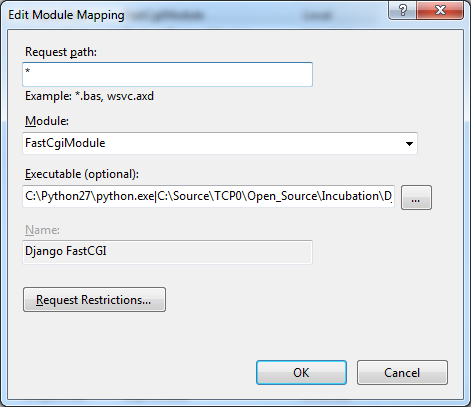 Edit Module Mapping
Request path:
*
Example: *.bas, wsvc.axd
Module:
FastCgiModule
Executable (optional):
C:\Python27\python.exe|C:\Source\TCP0\Open_Source\Incubation\Dj
...
Name:
Django FastCGI
Request Restrictions...
OK
Cancel